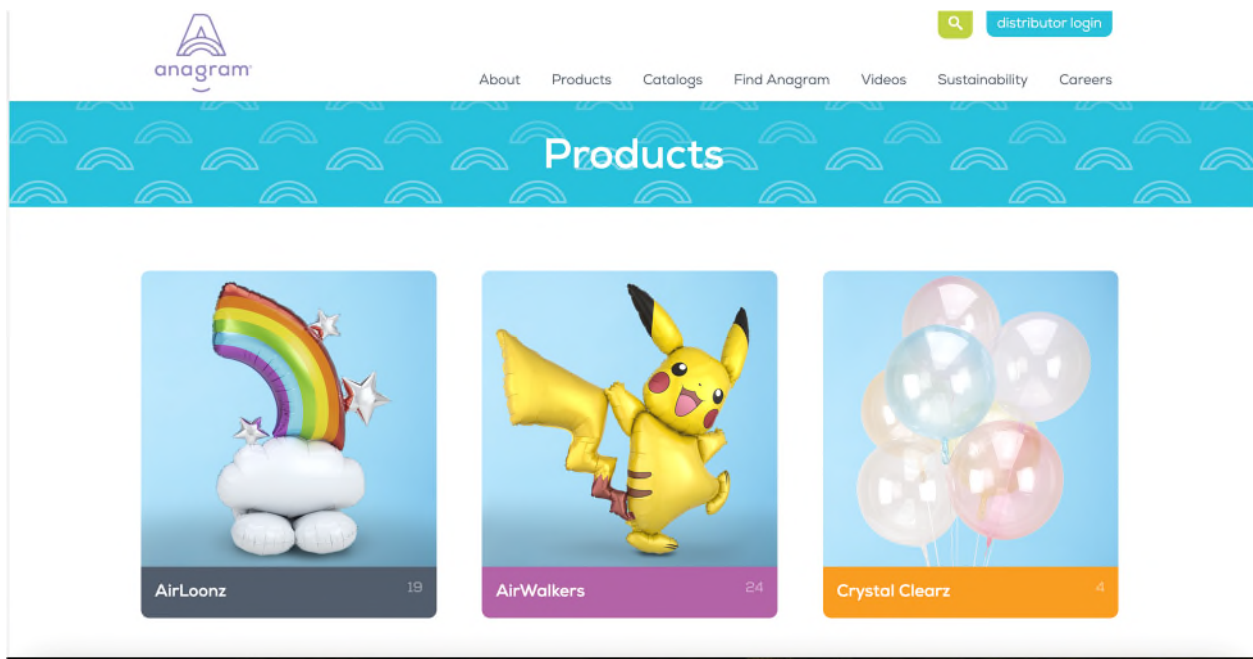 distributor login
anagram
About Products Catalogs Find Anagram Videos Sustainability Careers
Products
AirLoonz 19
AirWalkers 24
Crystal Clearz 4